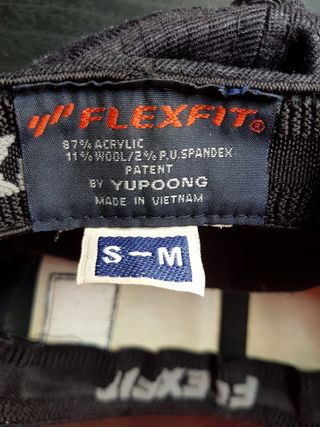 FLEXFIT®
87% ACRYLIC
11% WOOL/2% P.U.SPANDEX
PATENT
BY YUPOONG
MADE IN VIETNAM
S-M
FLEXFIT